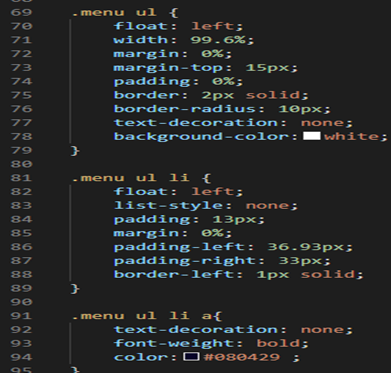 69 .menu ul {
70 float: left;
71 width: 99.6%;
72 margin: 0%;
73 margin-top: 15px;
74 padding: 0%;
75 border: 2px solid;
76 border-radius: 10px;
77 text-decoration: none;
78 background-color: white;
79 }
80
81 .menu ul li {
82 float: left;
83 list-style: none;
84 padding: 13px;
85 margin: 0%;
86 padding-left: 36.93px;
87 padding-right: 33px;
88 border-left: 1px solid;
89 }
90
91 .menu ul li a{
92 text-decoration: none;
93 font-weight: bold;
94 color: #080429 ;
95 }